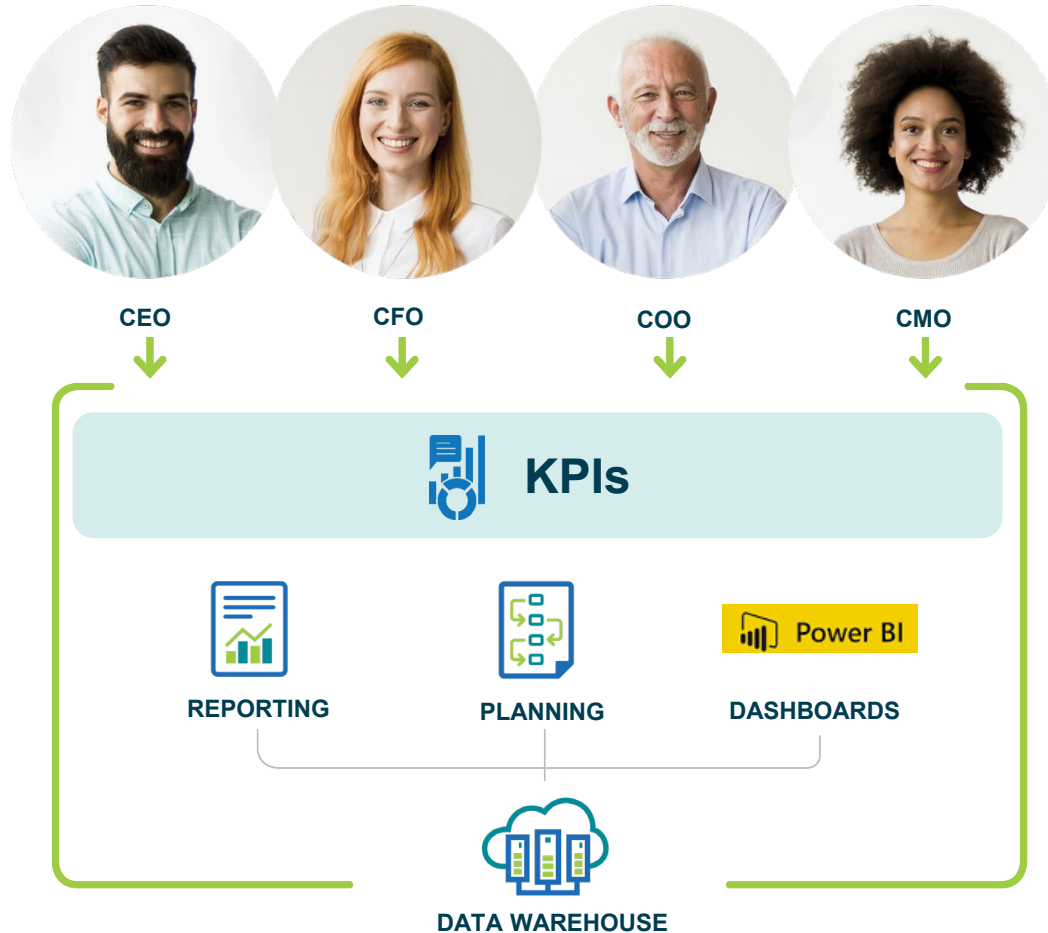 CEO
CFO
COO
CMO
KPIs
Power BI
REPORTING
PLANNING
DASHBOARDS
DATA WAREHOUSE